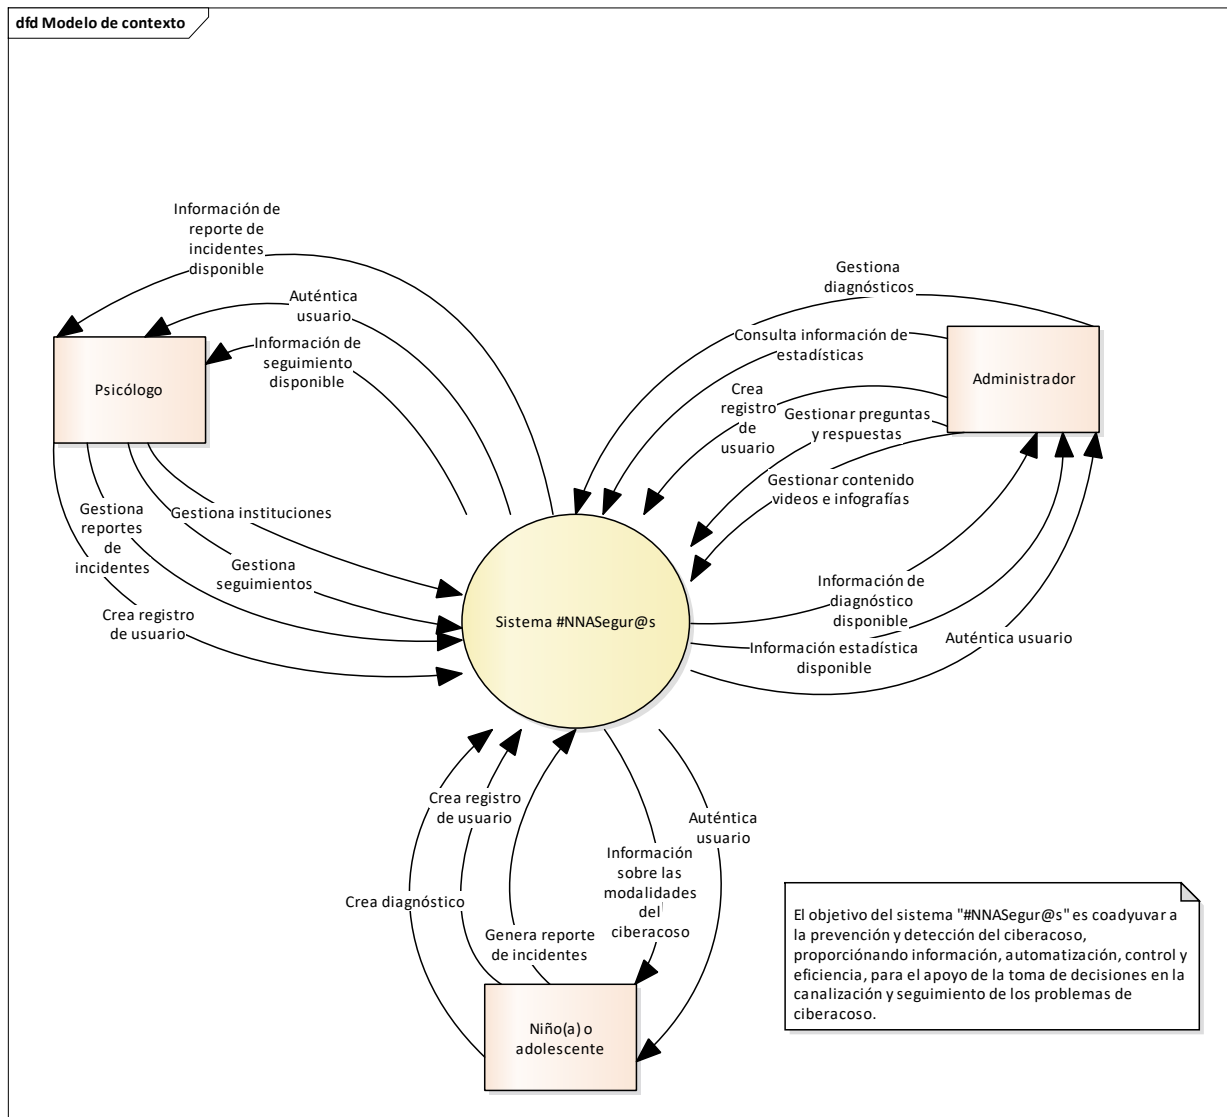 dfd Modelo de contexto
Información de
reporte de
incidentes
disponible
Auténtica
usuario
Información de
seguimiento
disponible
Psicólogo
Gestiona instituciones
Gestiona
reportes
de
incidentes
Gestiona
seguimientos
Crea registro
de usuario
Gestiona
diagnósticos
Consulta información de
estadísticas
Crea
registro
de
usuario
Gestionar preguntas
y respuestas
Gestionar contenido
videos e infografías
Administrador
Sistema #NNASegur@s
Información de
diagnóstico
disponible
Información estadística
disponible
Auténtica usuario
Crea registro
de usuario
Crea diagnóstico
Genera reporte
de incidentes
Información
sobre las
modalidades
del
ciberacoso
Auténtica
usuario
Niño(a) o
adolescente
El objetivo del sistema "#NNASegur@s" es coadyuvar a
la prevención y detección del ciberacoso,
proporciónando información, automatización, control y
eficiencia, para el apoyo de la toma de decisiones en la
canalización y seguimiento de los problemas de
ciberacoso.